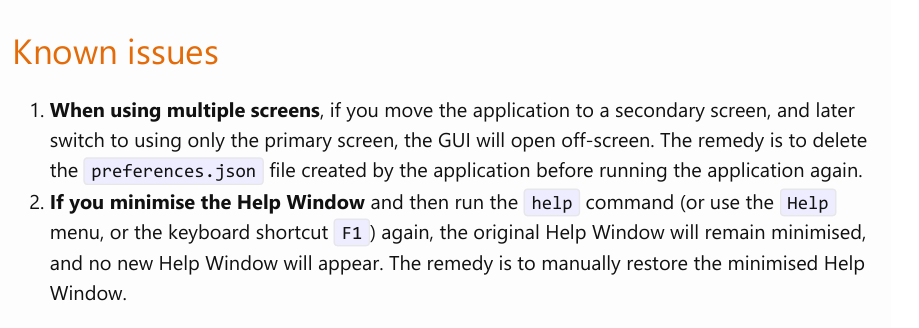 Known issues
1. When using multiple screens, if you move the application to a secondary screen, and later
switch to using only the primary screen, the GUI will open off-screen. The remedy is to delete
the preferences.json file created by the application before running the application again.
2. If you minimise the Help Window and then run the help command (or use the Help
menu, or the keyboard shortcut F1 ) again, the original Help Window will remain minimised,
and no new Help Window will appear. The remedy is to manually restore the minimised Help
Window.